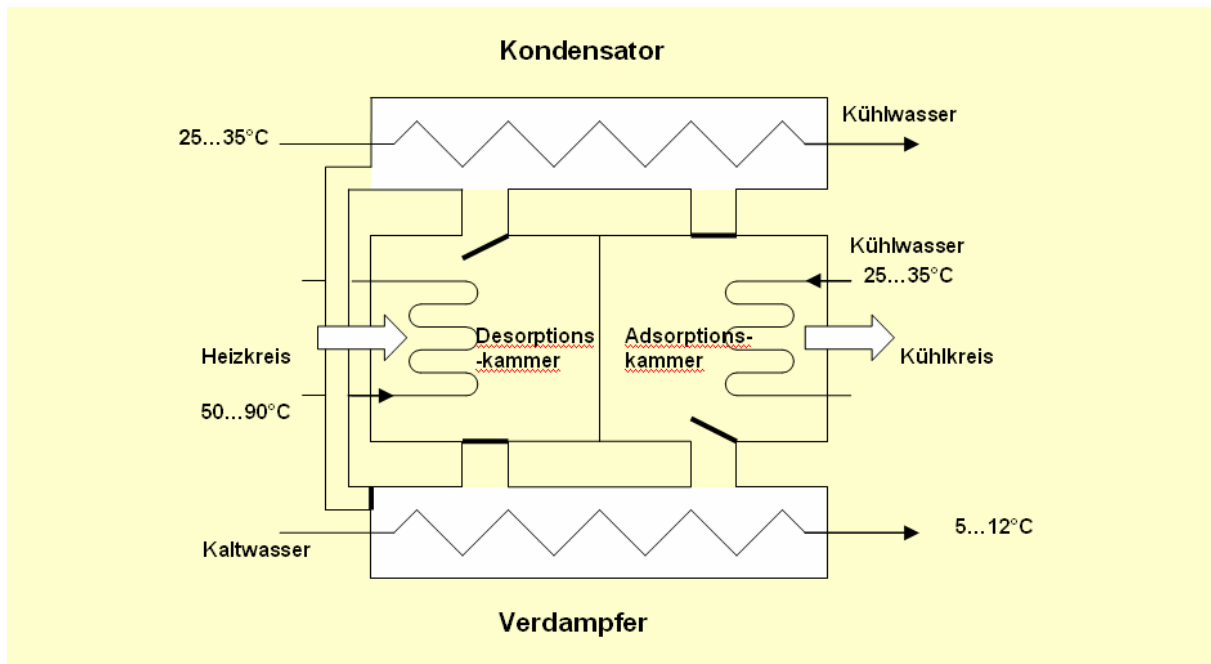 Kondensator
Kühlwasser
25…35°C
Kühlwasser
25…35°C
Desorptions
-kammer
Adsorptions-
kammer
Heizkreis
Kühlkreis
50…90°C
5…12°C
Kaltwasser
Verdampfer